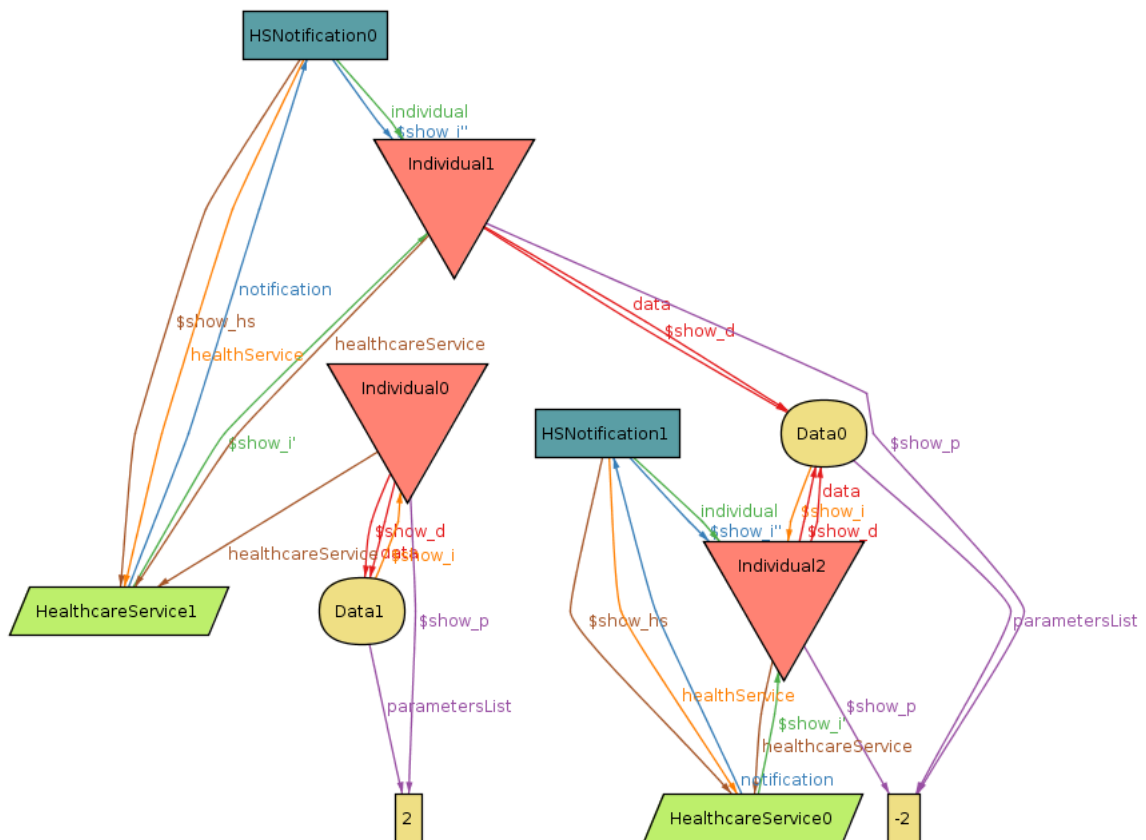 HSNotification0
individual
$show_i''
Individual1
notification
data
$show_hs
$show_d
healthcareService
healthService
Individual0
Data0
HSNotification1
$show_i'
$show_p
data
individual
$show_i
$show_i''
$show_d
$show_d
healthcareService
data
$show_i
Individual2
HealthcareService1
Data1
$show_p
$show_hs
parametersList
healthService
parametersList
$show_p
$show_i'
healthcareService
notification
2
HealthcareService0
-2